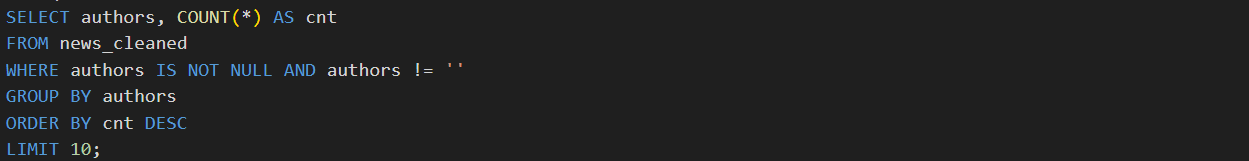 SELECT authors, COUNT(*) AS cnt
FROM news_cleaned
WHERE authors IS NOT NULL AND authors != ''
GROUP BY authors
ORDER BY cnt DESC
LIMIT 10;